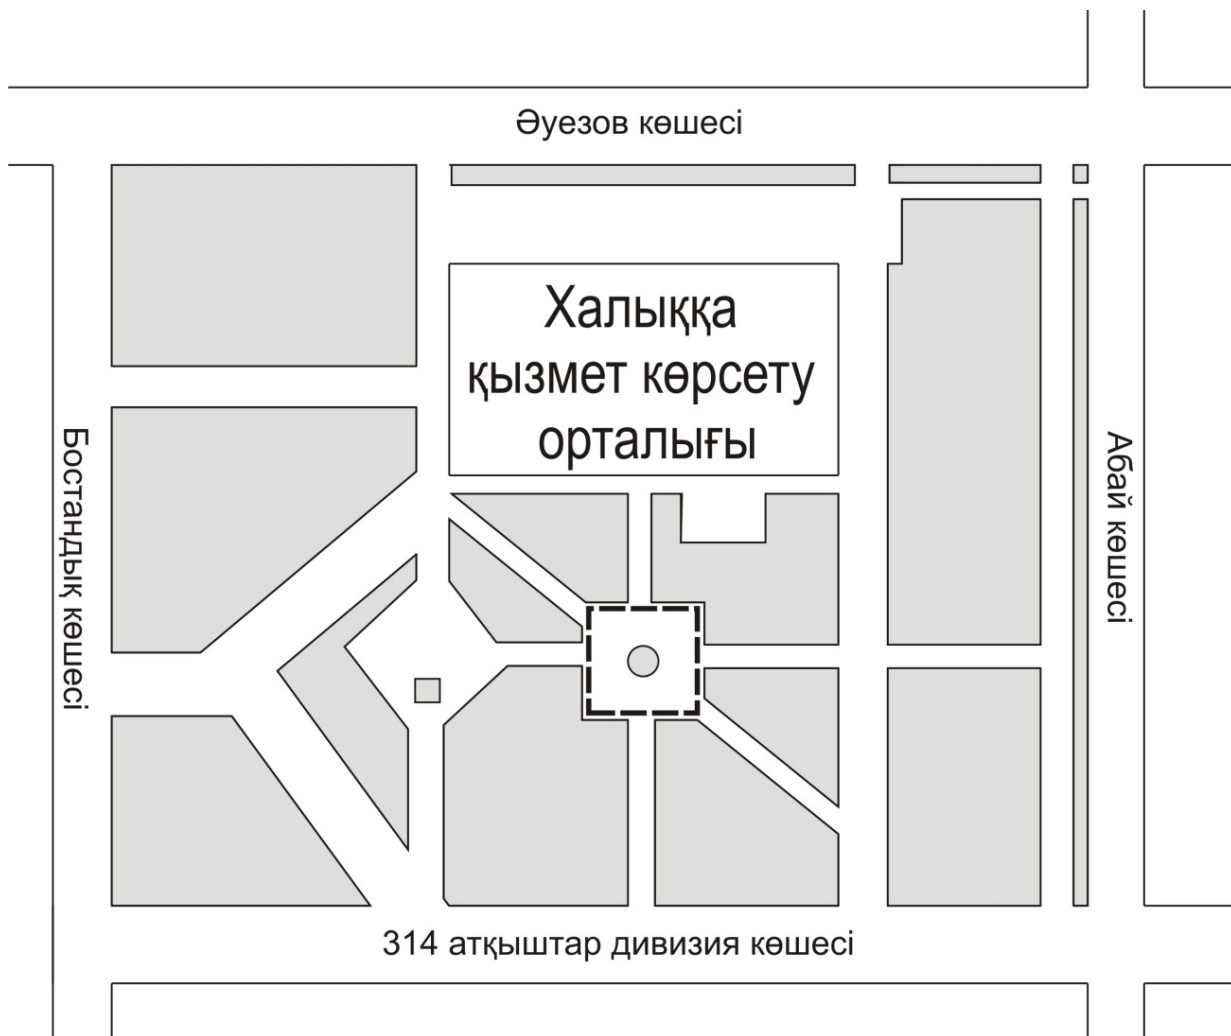 Әуезов көшесі
Халыққа
қызмет көрсету
орталығы
Бостандық көшесі
Абай көшесі
314 атқыштар дивизия көшесі